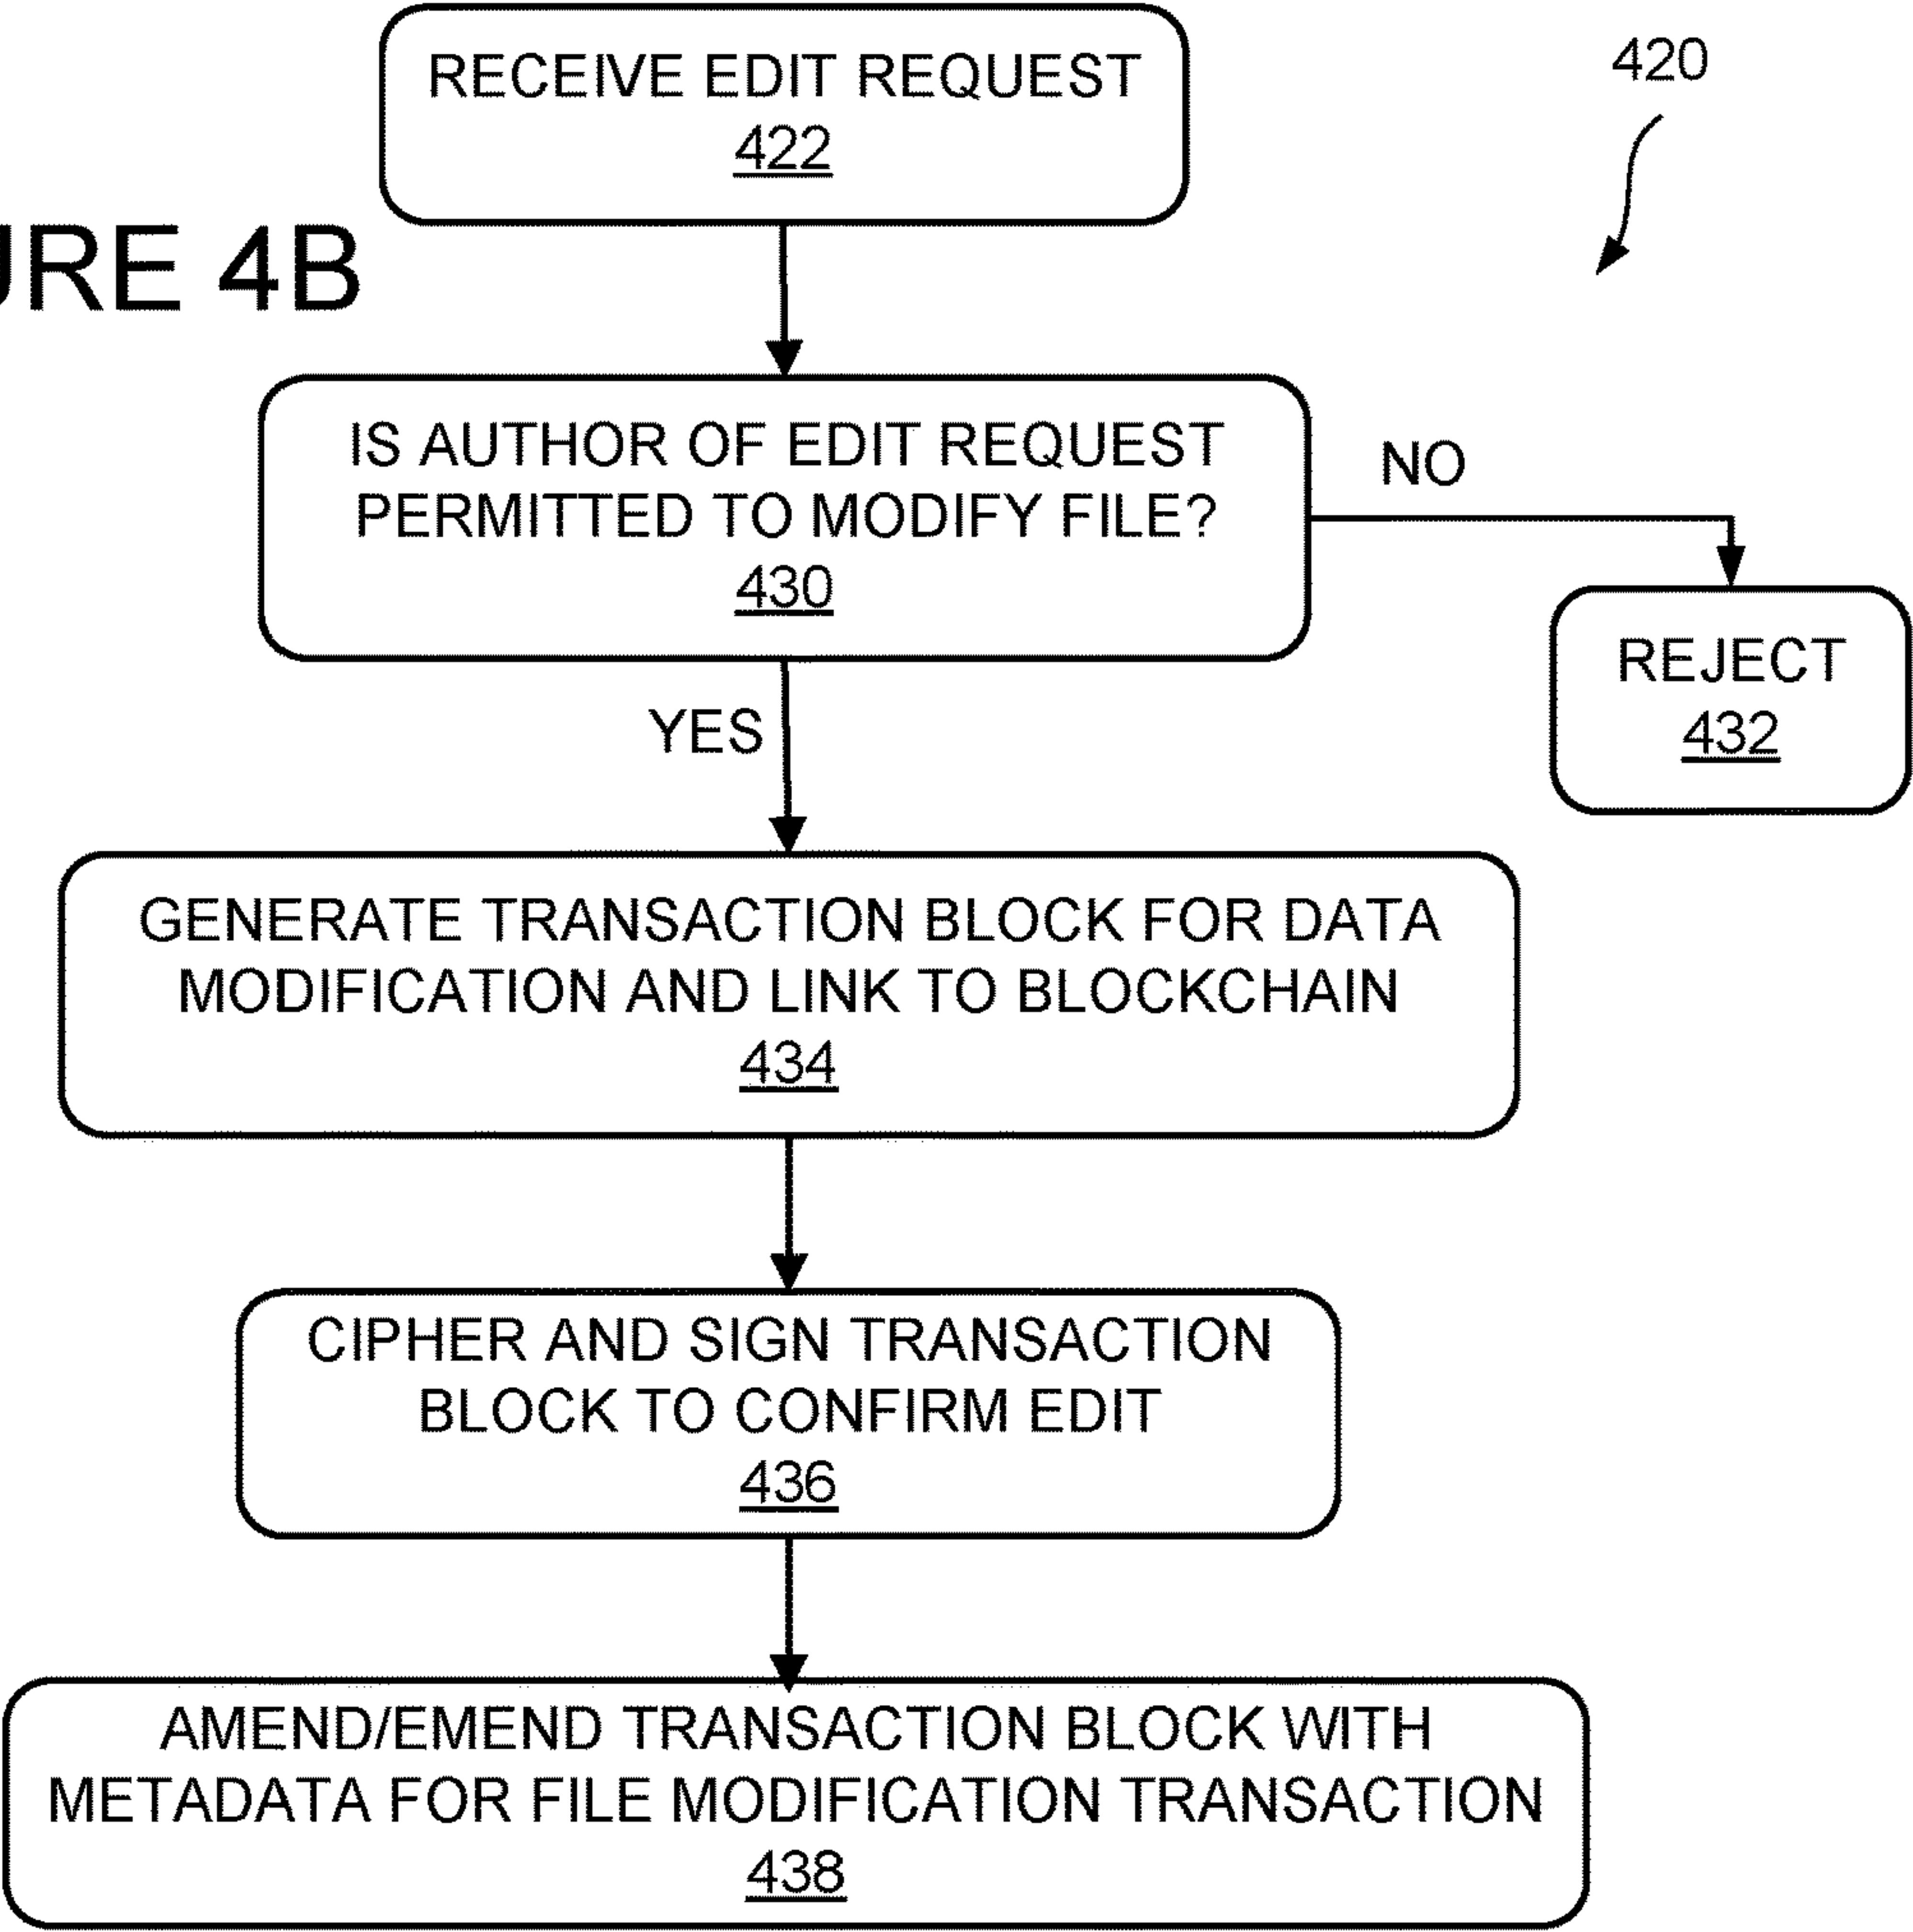 RECEIVE EDIT REQUEST
422
420
URE 4B
IS AUTHOR OF EDIT REQUEST
PERMITTED TO MODIFY FILE?
430
NO
REJECT
432
YES
GENERATE TRANSACTION BLOCK FOR DATA
MODIFICATION AND LINK TO BLOCKCHAIN
434
CIPHER AND SIGN TRANSACTION
BLOCK TO CONFIRM EDIT
436
AMEND/EMEND TRANSACTION BLOCK WITH
METADATA FOR FILE MODIFICATION TRANSACTION
438